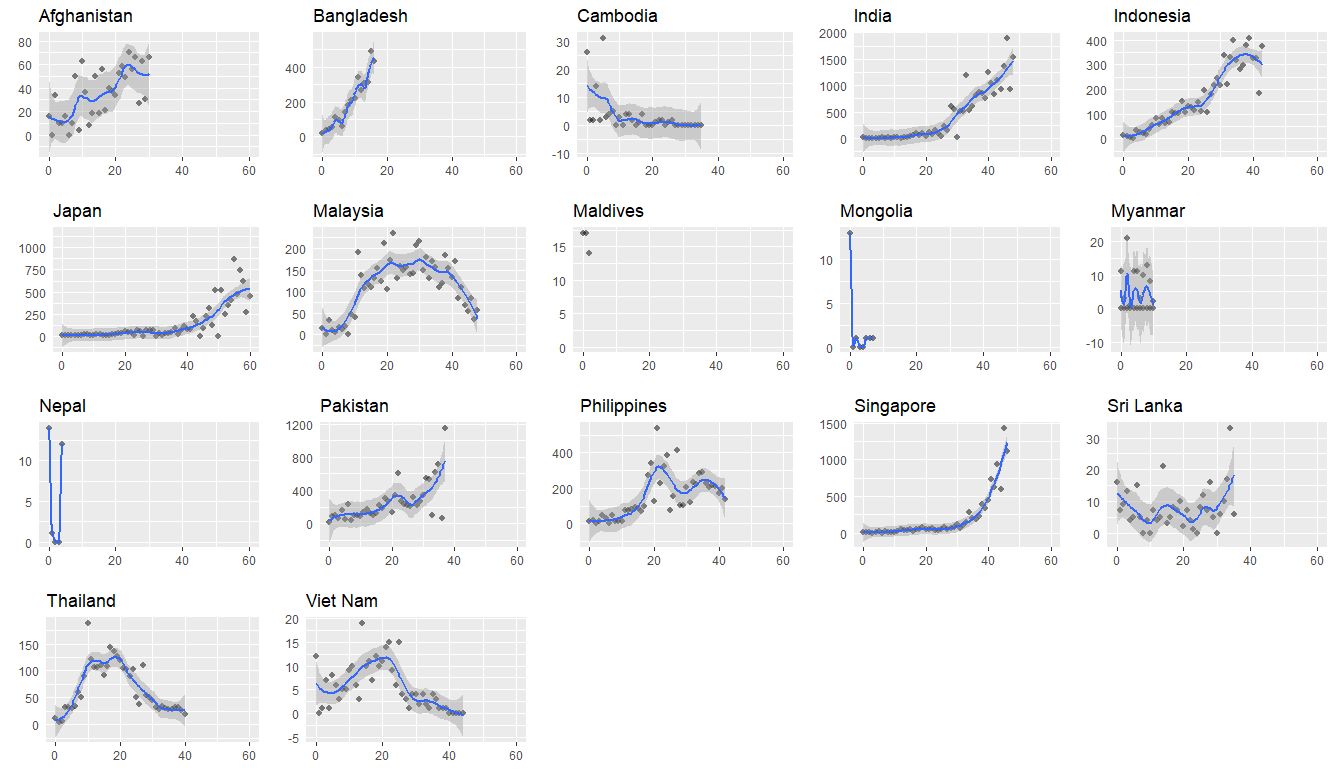 Afghanistan
80
60
40
20
0
0 20 40 60
Bangladesh
400
200
0
0 20 40 60
Cambodia
30
20
10
0
-10
0 20 40 60
India
2000
1500
1000
500
0
0 20 40 60
Indonesia
400
300
200
100
0
0 20 40 60
Japan
1000
750
500
250
0
0 20 40 60
Malaysia
200
150
100
50
0
0 20 40 60
Maldives
15
10
5
0
0 20 40 60
Mongolia
10
5
0
0 20 40 60
Myanmar
20
10
0
-10
0 20 40 60
Nepal
10
5
0
0 20 40 60
Pakistan
1200
800
400
0
0 20 40 60
Philippines
400
200
0
0 20 40 60
Singapore
1500
1000
500
0
0 20 40 60
Sri Lanka
30
20
10
0
0 20 40 60
Thailand
150
100
50
0
0 20 40 60
Viet Nam
20
15
10
5
0
-5
0 20 40 60